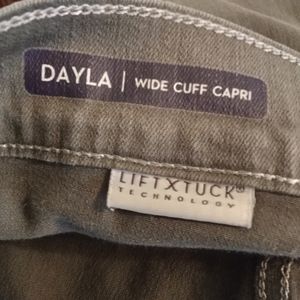 DAYLA | WIDE CUFF CAPRI
LIFTXTUCK®
TECHNOLOGY